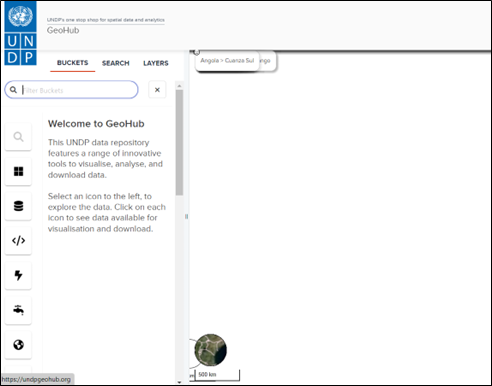 UNDP's one stop shop for spatial data and analytics
GeoHub
U N
D P
BUCKETS SEARCH LAYERS
Filter Buckets
Angola > Cuanza Sul
ango
Welcome to GeoHub
This UNDP data repository
features a range of innovative
tools to visualise, analyse, and
download data.
Select an icon to the left, to
explore the data. Click on each
icon to see data available for
visualisation and download.
500 km
https://undpgeohub.org